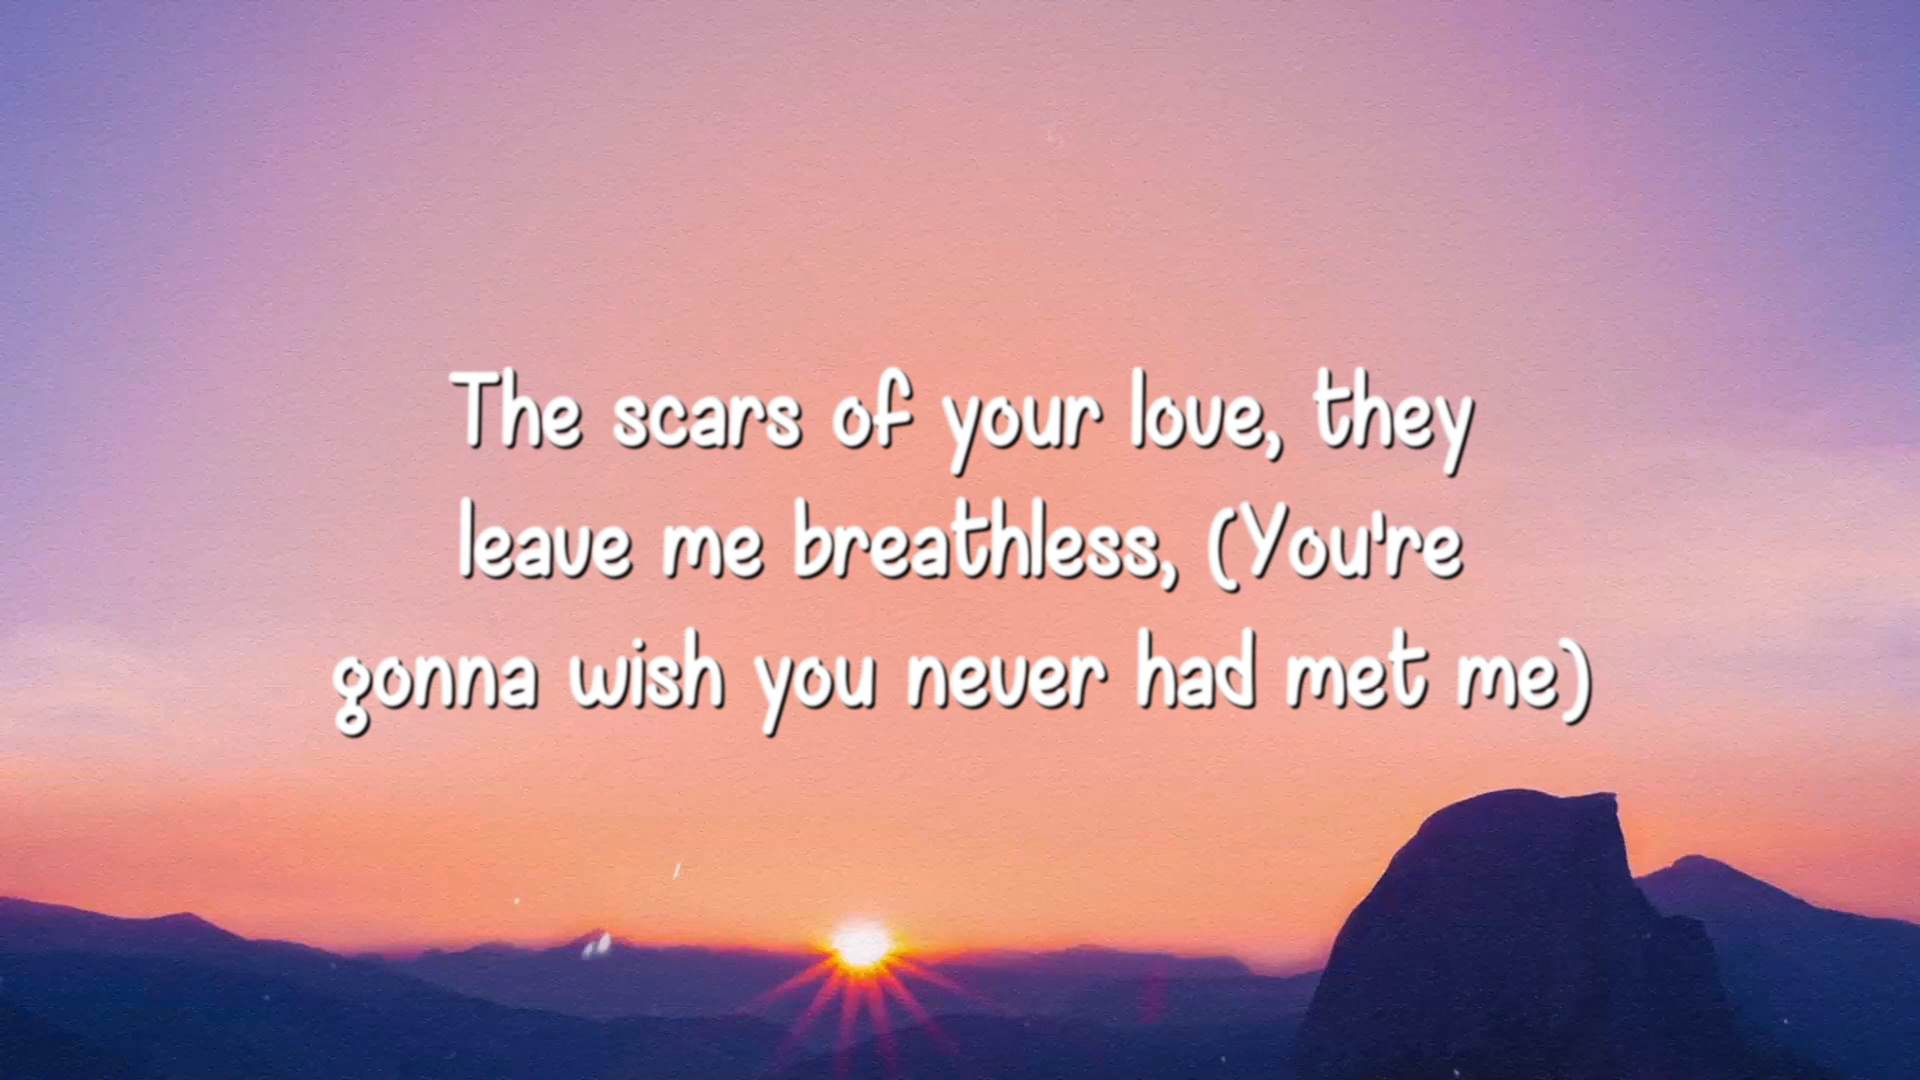 The scars of your love, they
leave me breathless, (You're
gonna wish you never had met me)